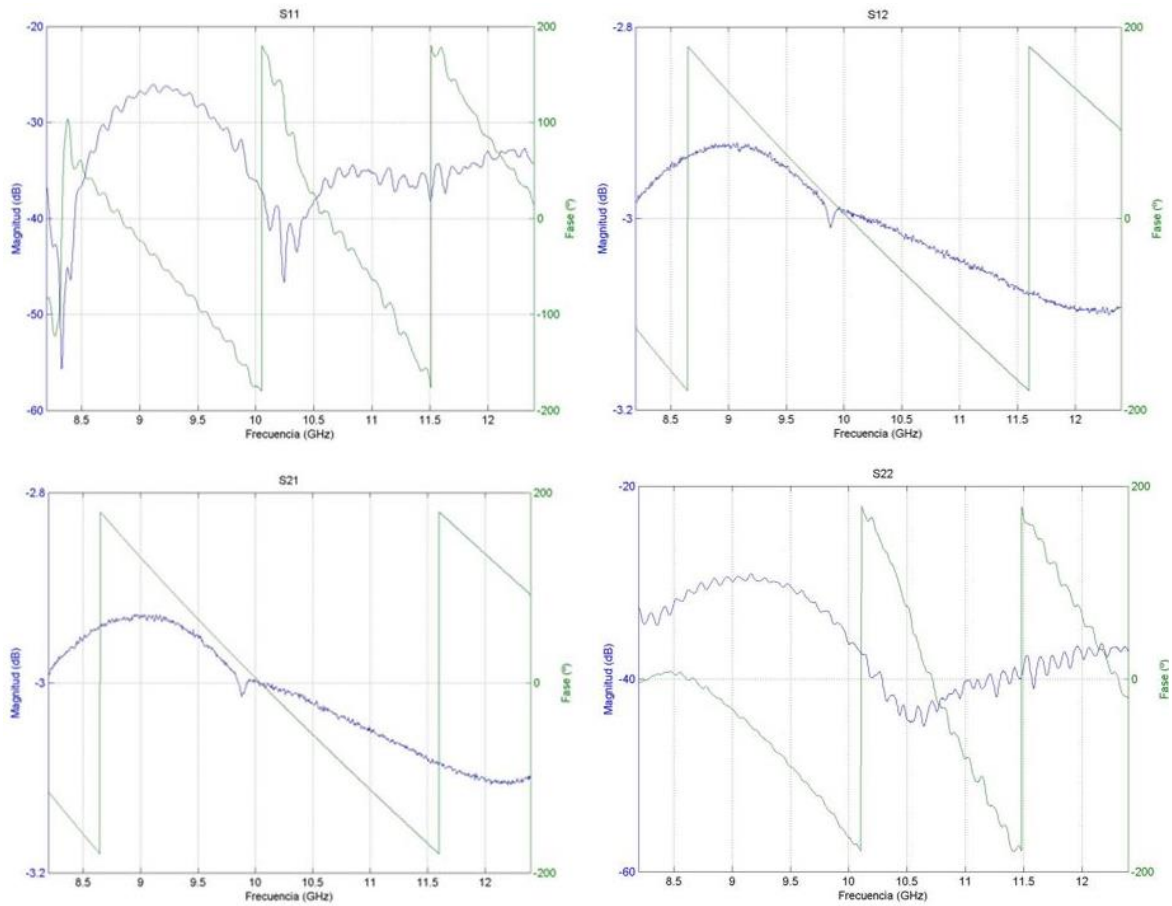 S11
-20
-30
-40
-50
-60
Magnitud (dB)
200
100
0
-100
-200
Fase (º)
8.5 9 9.5 10 10.5 11 11.5 12
Frecuencia (GHz)
S12
-2.8
-3
-3.2
Magnitud (dB)
200
0
-200
Fase (º)
8.5 9 9.5 10 10.5 11 11.5 12
Frecuencia (GHz)
S21
-2.8
-3
-3.2
Magnitud (dB)
200
0
-200
Fase (º)
8.5 9 9.5 10 10.5 11 11.5 12
Frecuencia (GHz)
S22
-20
-40
-60
Magnitud (dB)
200
0
-200
Fase (º)
8.5 9 9.5 10 10.5 11 11.5 12
Frecuencia (GHz)